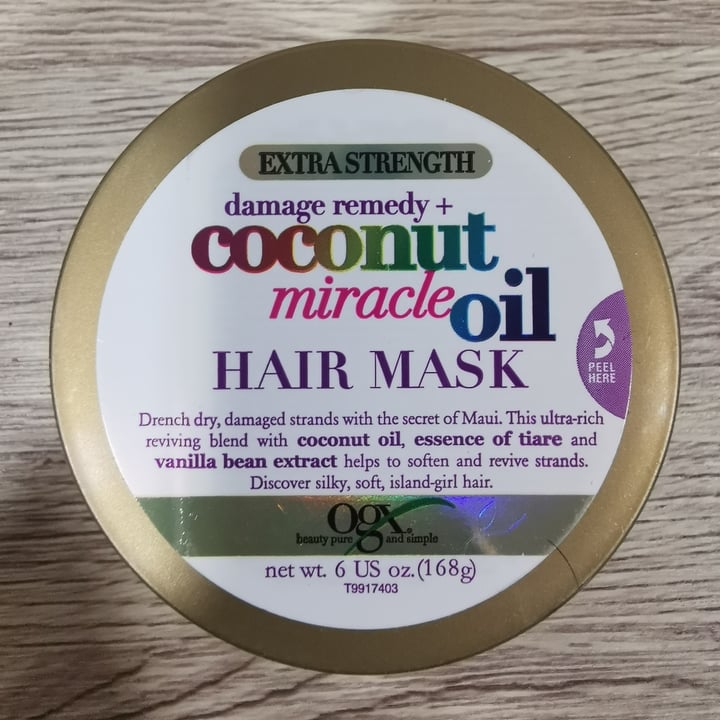 EXTRA STRENGTH
damage remedy +
coconut
miracle oil
HAIR MASK
PEEL
HERE
Drench dry, damaged strands with the secret of Maui. This ultra-rich
reviving blend with coconut oil, essence of tiare and
vanilla bean extract helps to soften and revive strands.
Discover silky, soft, island-girl hair.
ogx®
beauty pure and simple
net wt. 6 US oz.(168g)
T9917403